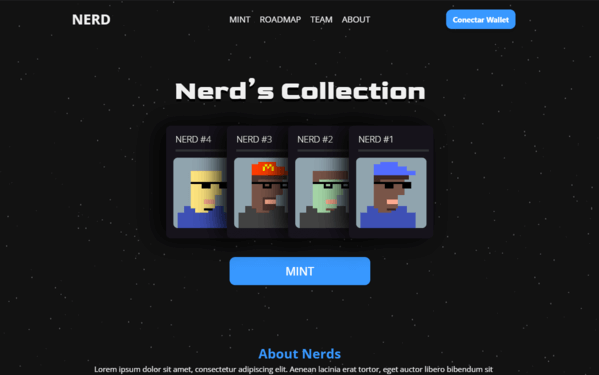 NERD
MINT ROADMAP TEAM ABOUT
Conectar Wallet
Nerd's Collection
NERD #4
NERD #3
NERD #2
NERD #1
MINT
About Nerds
Lorem ipsum dolor sit amet, consectetur adipiscing elit. Aenean lacinia erat tortor, eget auctor libero bibendum sit